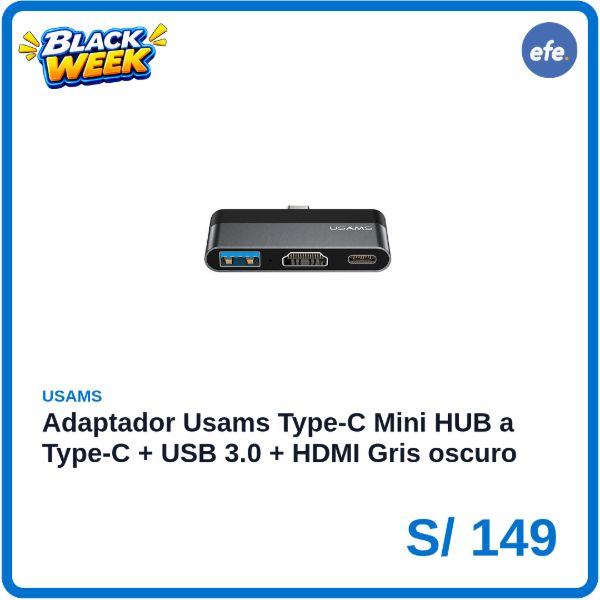 BLACK
WEEK
efe.
USAMS
USAMS
Adaptador Usams Type-C Mini HUB a
Type-C + USB 3.0 + HDMI Gris oscuro
S/ 149